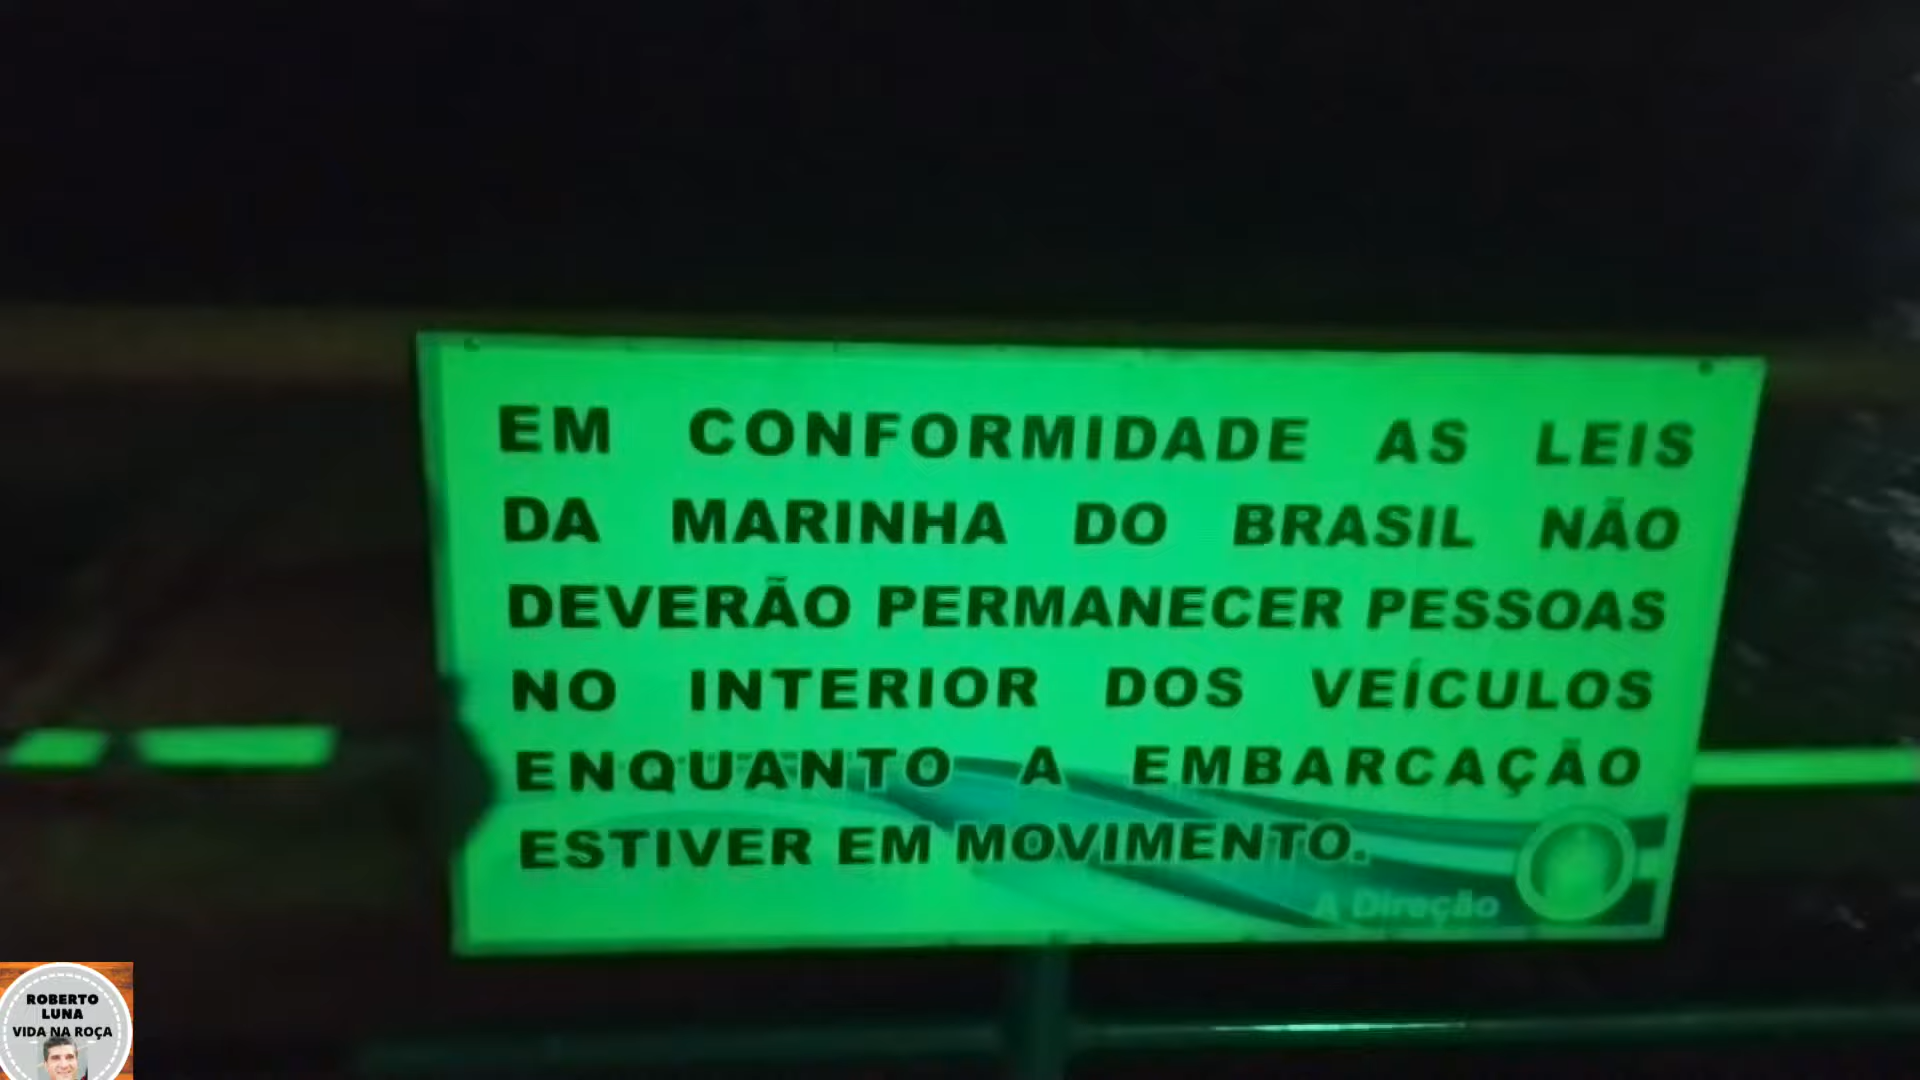 EM CONFORMIDADE AS LEIS
DA MARINHA DO BRASIL NÃO
DEVERÃO PERMANECER PESSOAS
NO INTERIOR DOS VEÍCULOS
ENQUANTO A EMBARCAÇÃO
ESTIVER EM MOVIMENTO.
A Direção
ROBERTO
LUNA
VIDA NA ROÇA